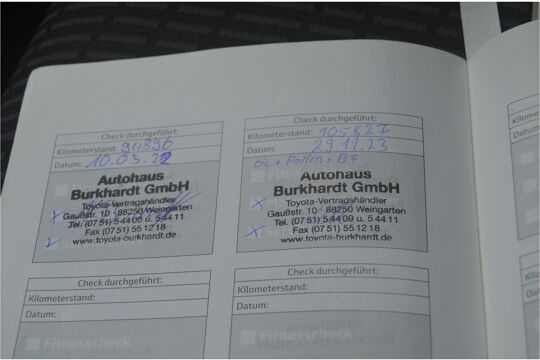 Check durchgeführt:
Kilometerstand: 94896
Datum: 10.03.22
Autohaus
Burkhardt GmbH
Toyota-Vertragshändler
Gaußstr. 10 · 88250 Weingarten
Tel. (07 51) 5 44 00 u. 5 44 11
Fax (07 51) 55 12 18
www.toyota-burkhardt.de
Check durchgeführt:
Kilometerstand: 105827
Datum: 29.11.23
Öl + Pollen + BF
Autohaus
Burkhardt GmbH
Toyota-Vertragshändler
Gaußstr. 10 · 88250 Weingarten
Tel. (07 51) 5 44 00 u. 5 44 11
Fax (07 51) 55 12 18
www.toyota-burkhardt.de
Check durchgeführt:
Kilometerstand:
Datum:
Fitnesscheck
Check durchgeführt:
Kilometerstand:
Datum:
Fitnesscheck